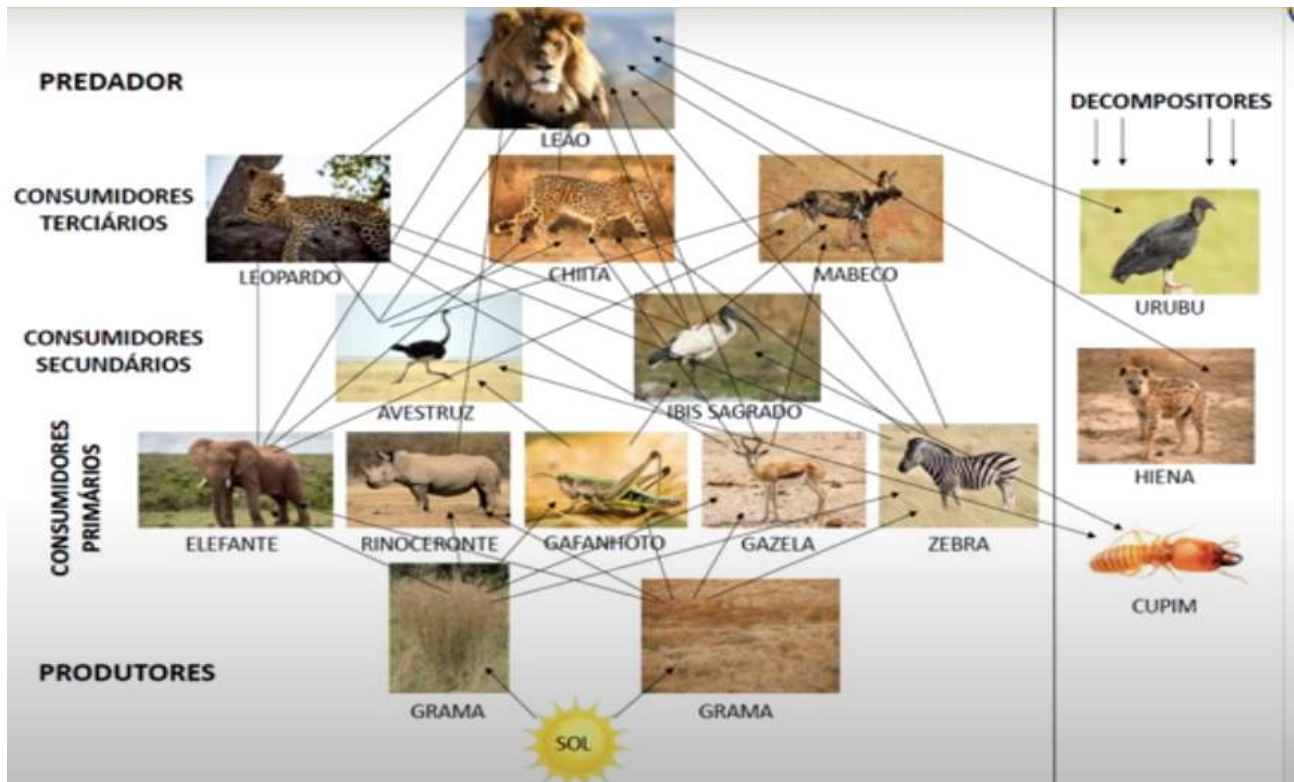 PREDADOR
LEÃO
DECOMPOSITORES
CONSUMIDORES
TERCIÁRIOS
LEOPARDO
CHIITA
MABECO
URUBU
CONSUMIDORES
SECUNDÁRIOS
AVESTRUZ
IBIS SAGRADO
HIENA
CONSUMIDORES
PRIMÁRIOS
ELEFANTE
RINOCERONTE
GAFANHOTO
GAZELA
ZEBRA
CUPIM
PRODUTORES
GRAMA
GRAMA
SOL